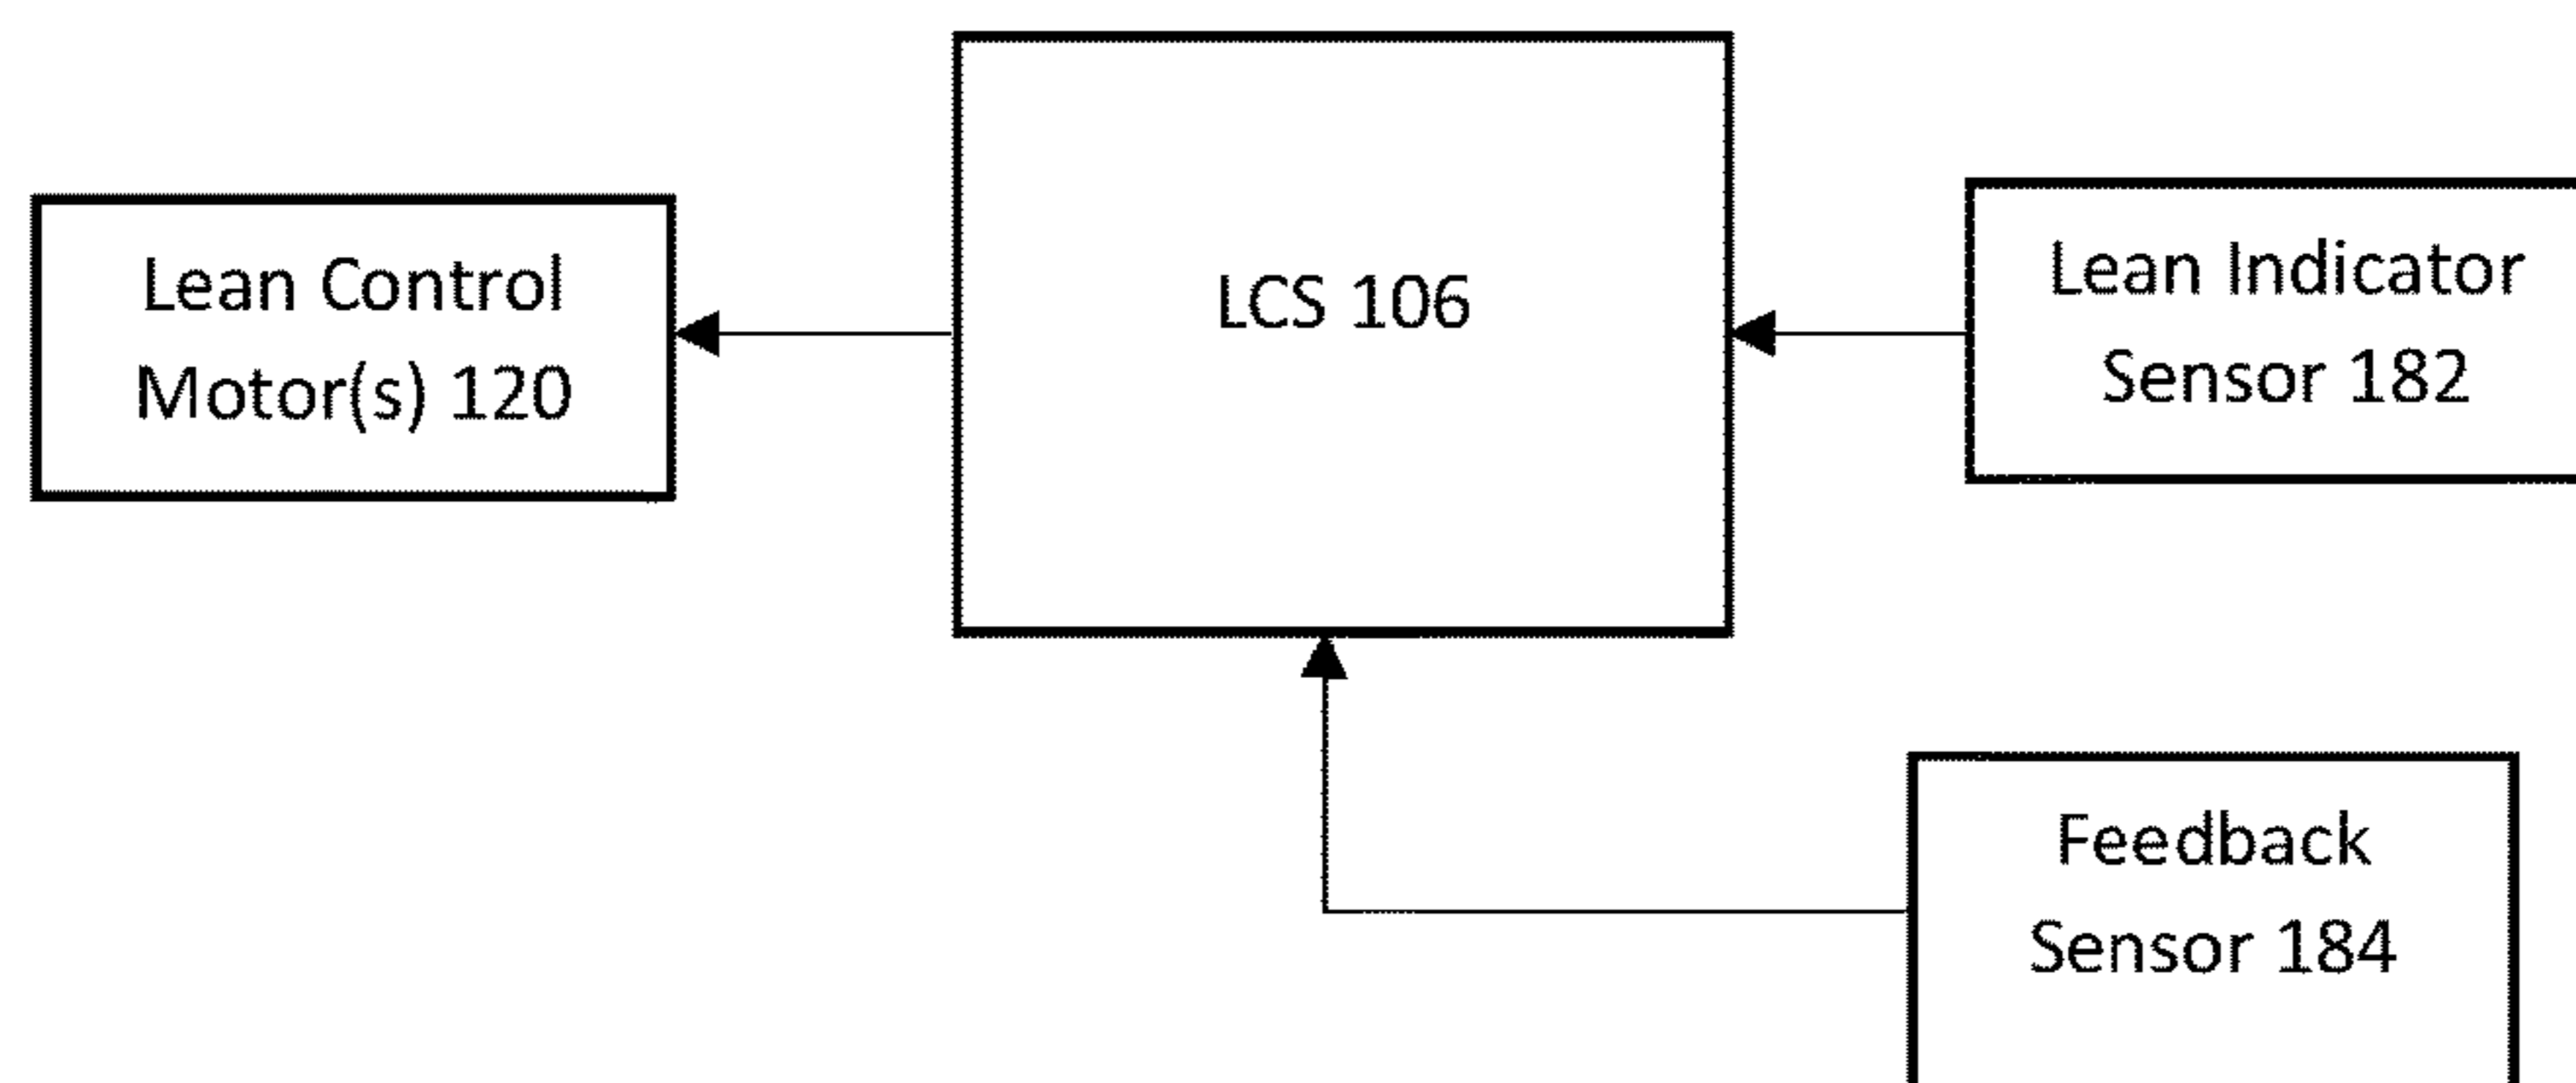 Lean Control
Motor(s) 120
LCS 106
Lean Indicator
Sensor 182
Feedback
Sensor 184